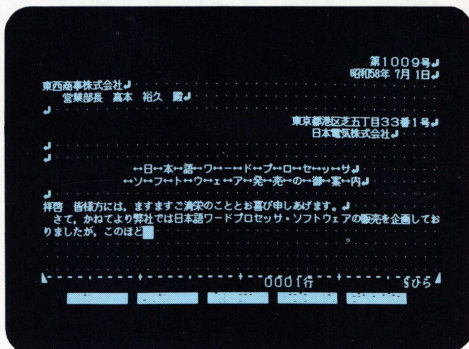 第1009号↲
昭和58年 7月 1日↲
東西商事株式会社↲
営業部長 高本 裕久 殿↲
↲
東京都港区芝五丁目33番1号↲
日本電気株式会社↲
↲
↲
↔日↔本↔語↔ワ↔ー↔ド↔プ↔ロ↔セ↔ッ↔サ↲
↔ソ↔フ↔ト↔ウ↔ェ↔ア↔発↔売↔の↔御↔案↔内↲
↲
拝啓 皆様方には,ますますご清栄のこととお喜び申しあげます。↲
さて,かねてより弊社では日本語ワードプロセッサ・ソフトウェアの販売を企画してお
りましたが,このほど
0001行 Sひら